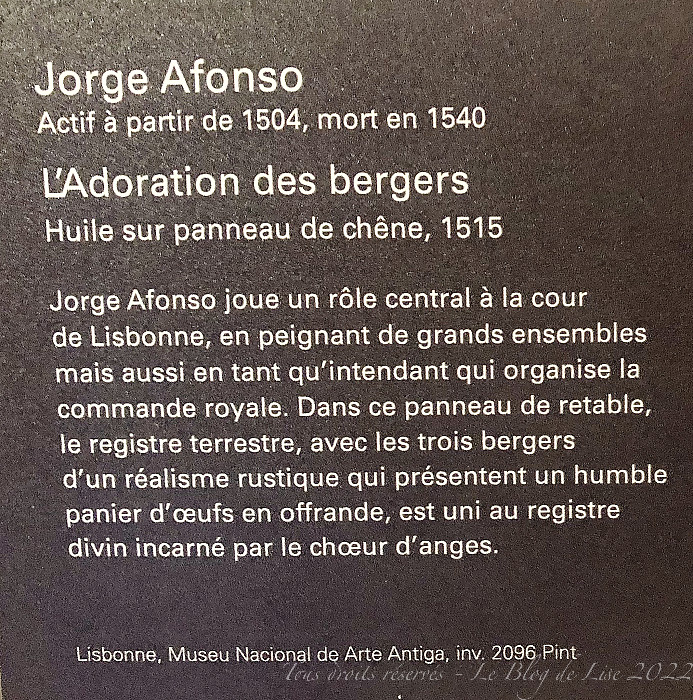 Jorge Afonso
Actif à partir de 1504, mort en 1540
L'Adoration des bergers
Huile sur panneau de chêne, 1515
Jorge Afonso joue un rôle central à la cour
de Lisbonne, en peignant de grands ensembles
mais aussi en tant qu'intendant qui organise la
commande royale. Dans ce panneau de retable,
le registre terrestre, avec les trois bergers
d'un réalisme rustique qui présentent un humble
panier d'œufs en offrande, est uni au registre
divin incarné par le chœur d'anges.
Lisbonne, Museu Nacional de Arte Antiga, inv. 2096 Pint
Tous droits réservés - Le Blog de Lise 2022